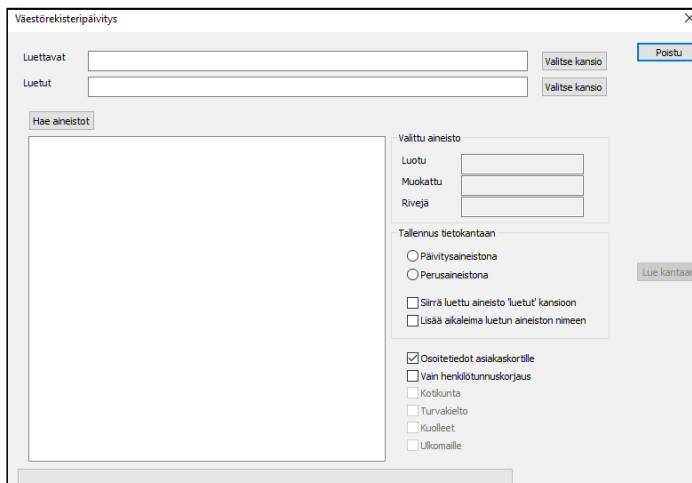 Väestörekisteripäivitys
Luettavat
Valitse kansio
Poistu
Luetut
Valitse kansio
Hae aineistot
Valittu aineisto
Luotu
Muokattu
Rivejä
Tallennus tietokantaan
Päivitysaineistona
Perusaineistona
Lue kantaan
Siirrä luettu aineisto 'luetut' kansioon
Lisää aikaleima luetun aineiston nimeen
Osoitetiedot asiakaskortille
Vain henkilötunnuskorjaus
Kotikunta
Turvakielto
Kuolleet
Ulkomaille